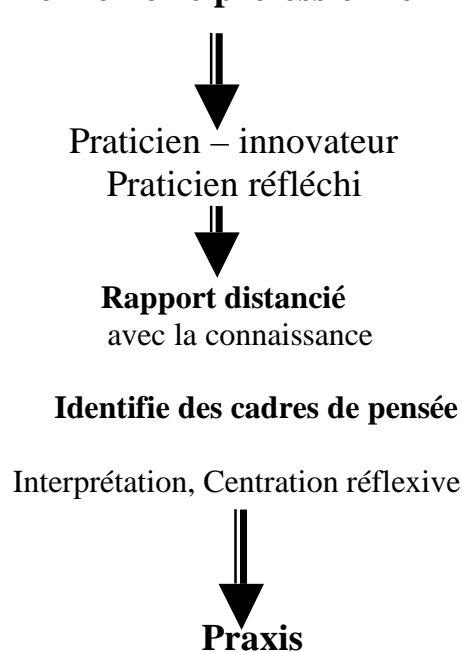 Praticien – innovateur
Praticien réfléchi
Rapport distancié
avec la connaissance
Identifie des cadres de pensée
Interprétation, Centration réflexive
Praxis